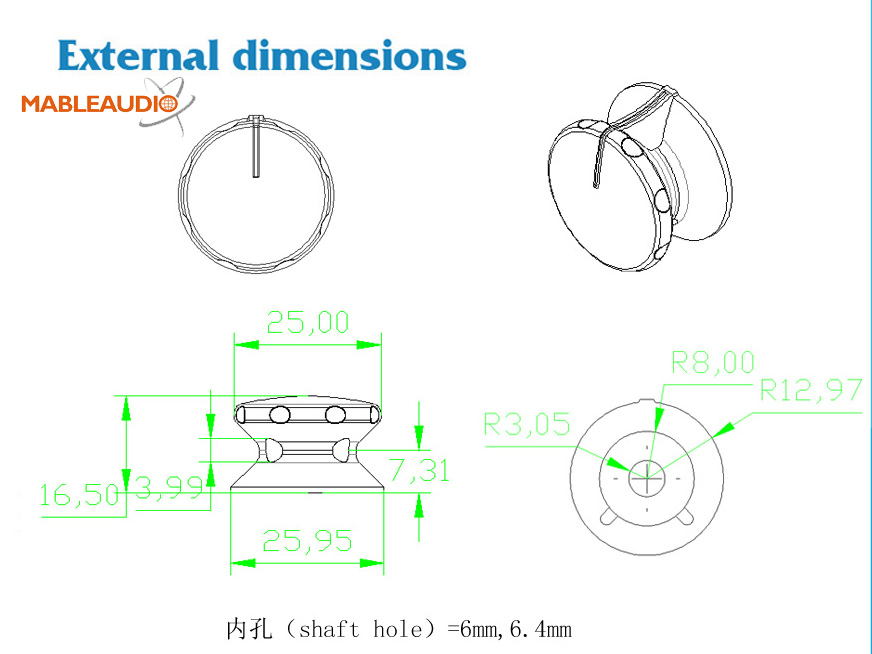 External dimensions
MABLEAUDIO
25,00
R8,00
R12,97
R3,05
7,31
16,50
3,99
25,95
内孔（shaft hole）=6mm,6.4mm